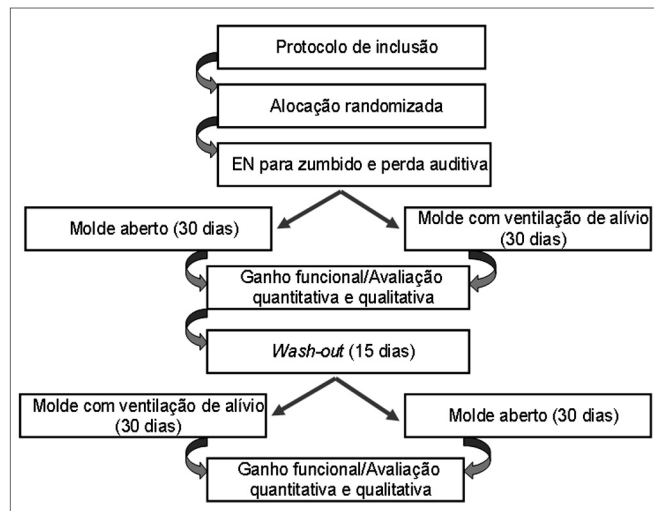 Protocolo de inclusão
Alocação randomizada
EN para zumbido e perda auditiva
Molde aberto (30 dias)
Molde com ventilação de alívio
(30 dias)
Ganho funcional/Avaliação
quantitativa e qualitativa
Wash-out (15 dias)
Molde com ventilação de alívio
(30 dias)
Molde aberto (30 dias)
Ganho funcional/Avaliação
quantitativa e qualitativa